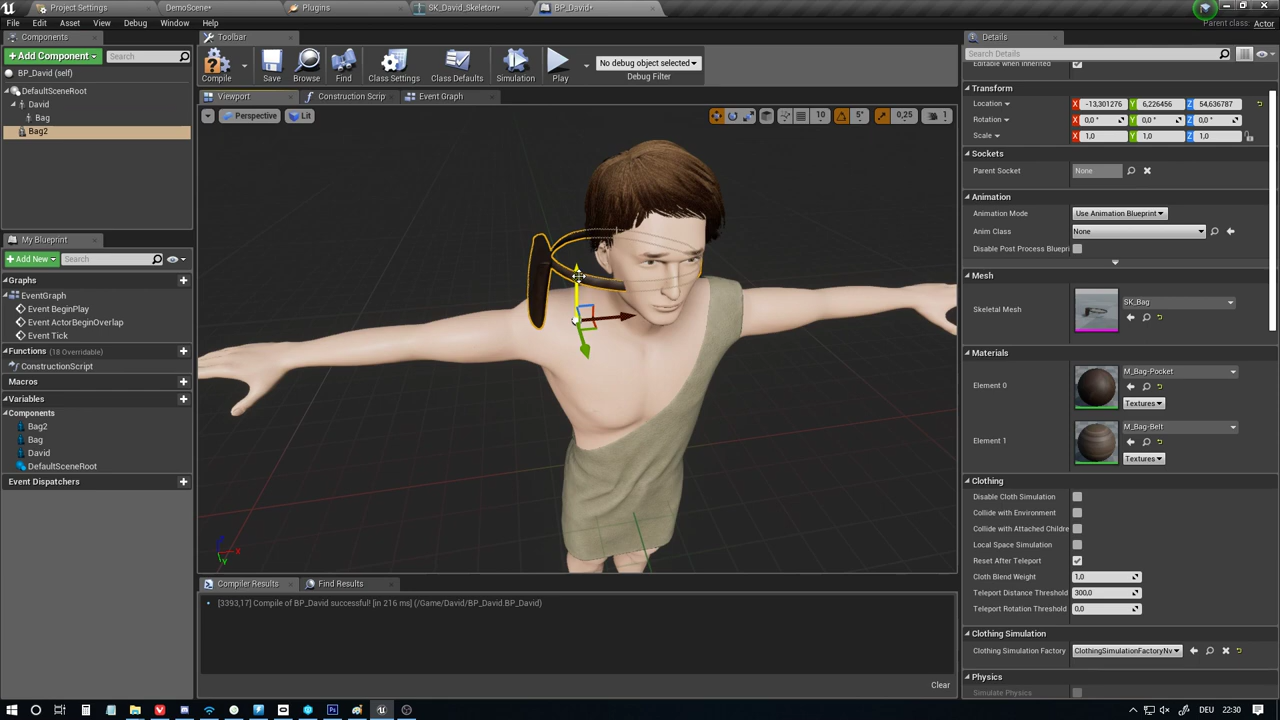 Project Settings
DemoScene*
Plugins
SK_David_Skeleton*
BP_David*
File Edit Asset View Debug Window Help
Parent class: Actor
Components
Add Component
Search
BP_David (self)
DefaultSceneRoot
David
Bag
Bag2
My Blueprint
Add New
Search
Graphs
EventGraph
Event BeginPlay
Event ActorBeginOverlap
Event Tick
Functions (18 Overridable)
ConstructionScript
Macros
Variables
Components
Bag2
Bag
David
DefaultSceneRoot
Event Dispatchers
Toolbar
Compile
Save
Browse
Find
Class Settings
Class Defaults
Simulation
Play
No debug object selected
Debug Filter
Viewport
Construction Scrip
Event Graph
Perspective
Lit
10
5°
0,25
1
X
Y
Compiler Results
Find Results
[3393,17] Compile of BP_David successful! [in 216 ms] (/Game/David/BP_David.BP_David)
Clear
Details
Search Details
Editable when Inherited
Transform
Location X -13,301276 Y 6,226456 Z 54,636787
Rotation X 0,0 ° Y 0,0 ° Z 0,0 °
Scale X 1,0 Y 1,0 Z 1,0
Sockets
Parent Socket None
Animation
Animation Mode Use Animation Blueprint
Anim Class None
Disable Post Process Bluepri
Mesh
Skeletal Mesh SK_Bag
Materials
Element 0 M_Bag-Pocket
Textures
Element 1 M_Bag-Belt
Textures
Clothing
Disable Cloth Simulation
Collide with Environment
Collide with Attached Childre
Local Space Simulation
Reset After Teleport
Cloth Blend Weight 1,0
Teleport Distance Threshold 300,0
Teleport Rotation Threshold 0,0
Clothing Simulation
Clothing Simulation Factory ClothingSimulationFactoryNv
Physics
Simulate Physics
DEU 22:30